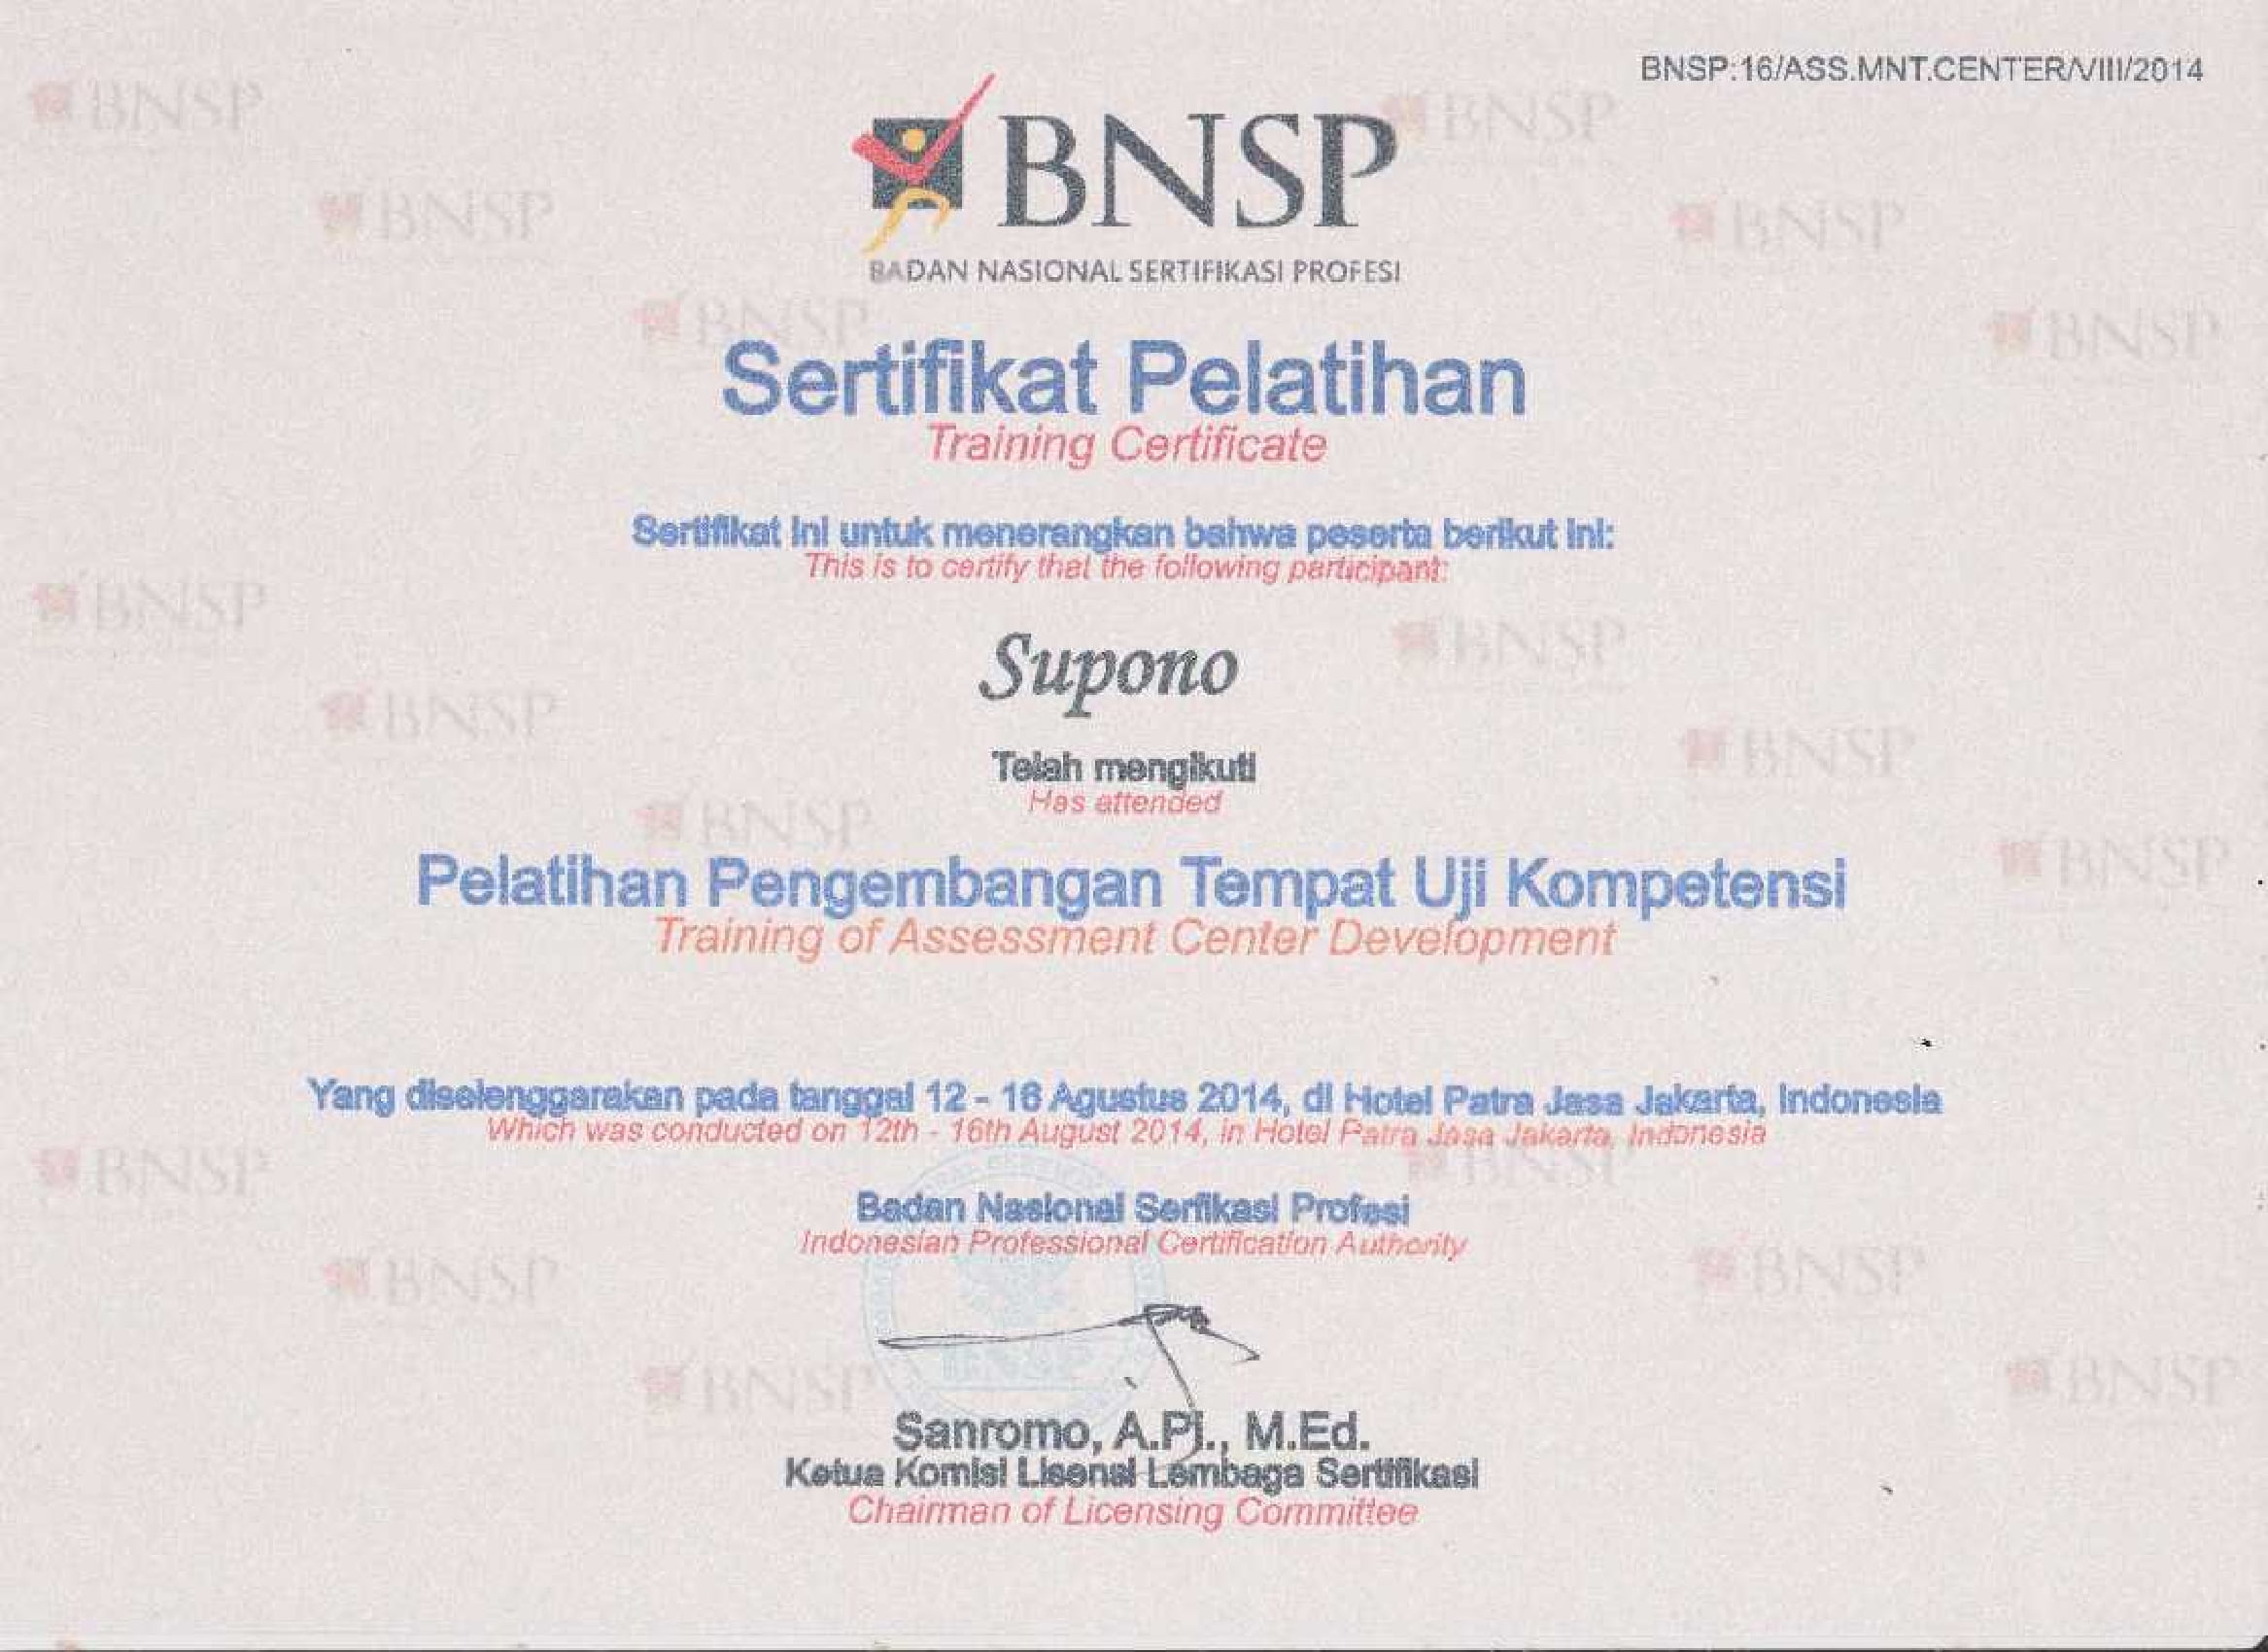 BNSP:16/ASS.MNT.CENTER/VIII/2014
BNSP
BADAN NASIONAL SERTIFIKASI PROFESI
Sertifikat Pelatihan
Training Certificate
Sertifikat ini untuk menerangkan bahwa peserta berikut ini:
This is to certify that the following participant:
Supono
Telah mengikuti
Has attended
Pelatihan Pengembangan Tempat Uji Kompetensi
Training of Assessment Center Development
Yang diselenggarakan pada tanggal 12 - 16 Agustus 2014, di Hotel Patra Jasa Jakarta, Indonesia
Which was conducted on 12th - 16th August 2014, in Hotel Patra Jasa Jakarta, Indonesia
Badan Nasional Serfikasi Profesi
Indonesian Professional Certification Authority
Sanromo, A.Pi., M.Ed.
Ketua Komisi Lisensi Lembaga Sertifikasi
Chairman of Licensing Committee